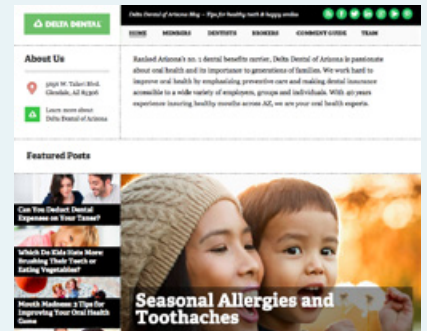 DELTA DENTAL
Delta Dental of Arizona Blog — Tips for healthy teeth & happy smiles
HOME MEMBERS DENTISTS BROKERS COMMENT GUIDE TEAM
About Us
Glendale, AZ 85306
Learn more about
Delta Dental of Arizona
Ranked Arizona's no. 1 dental benefits carrier, Delta Dental of Arizona is passionate
about oral health and its importance to generations of families. We work hard to
improve oral health by emphasizing preventive care and making dental insurance
accessible to a wide variety of employers, groups and individuals. With 40 years
experience insuring healthy mouths across AZ, we are your oral health experts.
Featured Posts
Can You Deduct Dental
Expenses on Your Taxes?
Which Do Kids Hate More:
Brushing Their Teeth or
Eating Vegetables?
Mouth Madness: 3 Tips for
Improving Your Oral Health
Game
Seasonal Allergies and
Toothaches